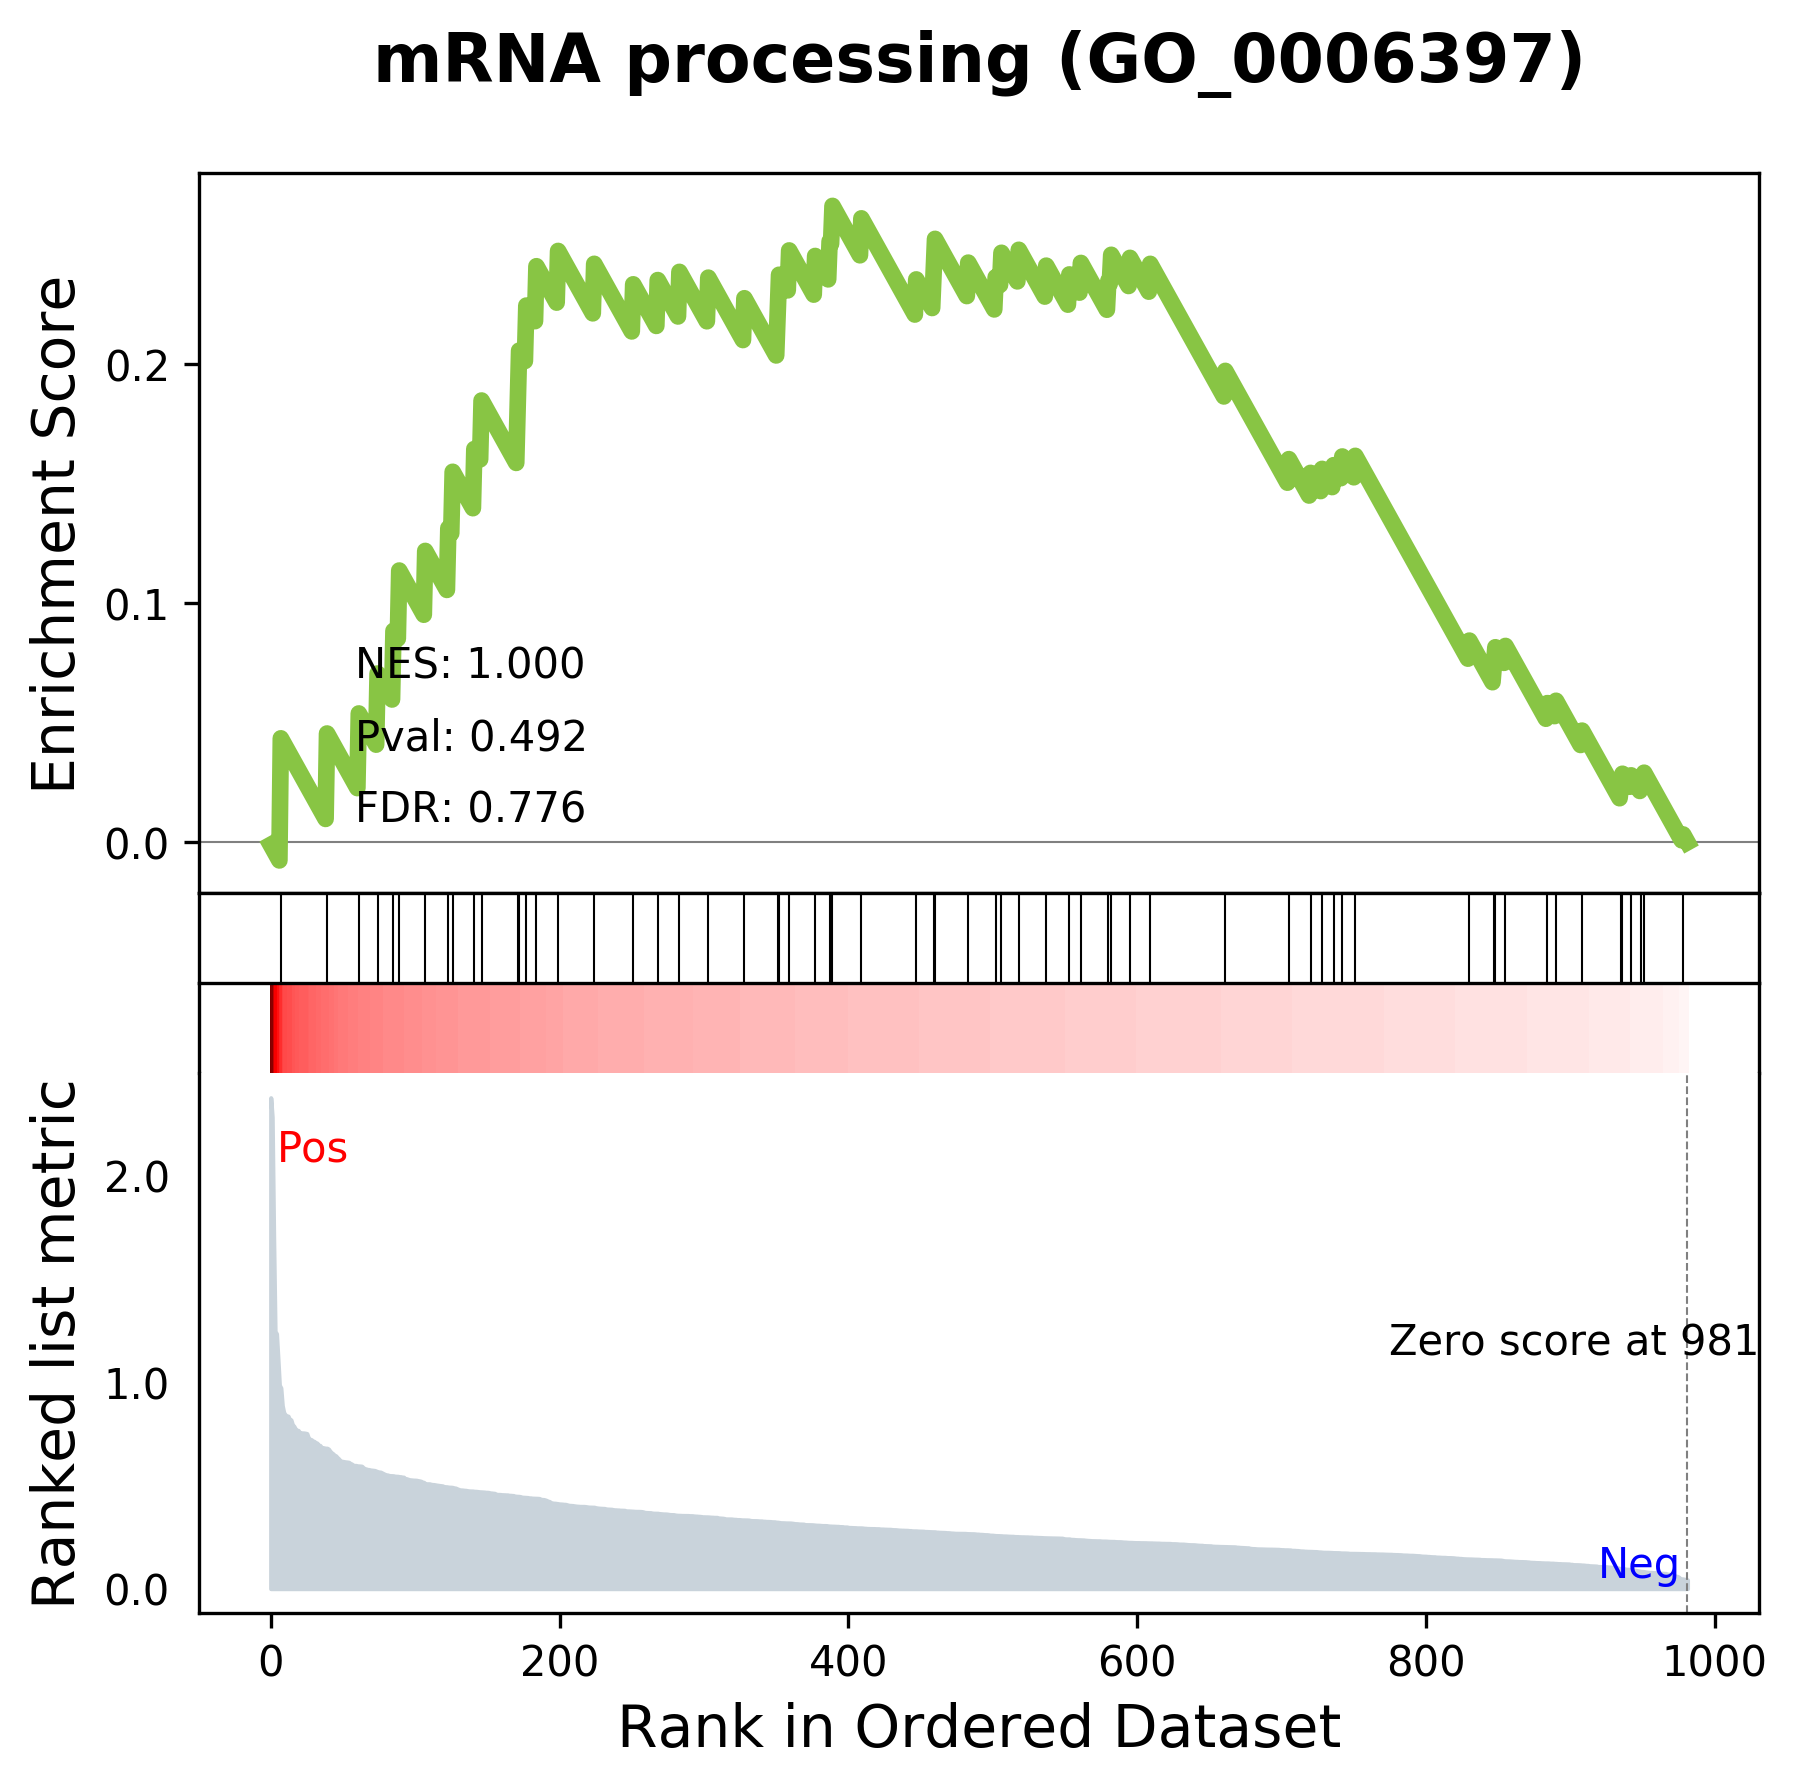 mRNA processing (GO_0006397)
Enrichment Score
0.2
0.1
0.0
NES: 1.000
Pval: 0.492
FDR: 0.776
Ranked list metric
2.0
1.0
0.0
Pos
Zero score at 981
Neg
0 200 400 600 800 1000
Rank in Ordered Dataset